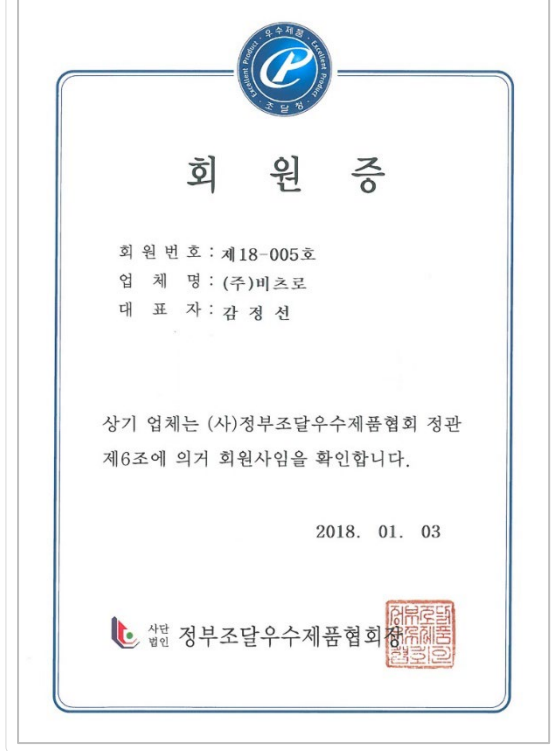 Excellent Product · 우수제품 · Excellent Product
· 조달청 ·
회 원 증
회원번호 : 제18-005호
업 체 명 : (주)비츠로
대 표 자 : 감 정 선
상기 업체는 (사)정부조달우수제품협회 정관
제6조에 의거 회원사임을 확인합니다.
2018. 01. 03
사단
법인 정부조달우수제품협회장